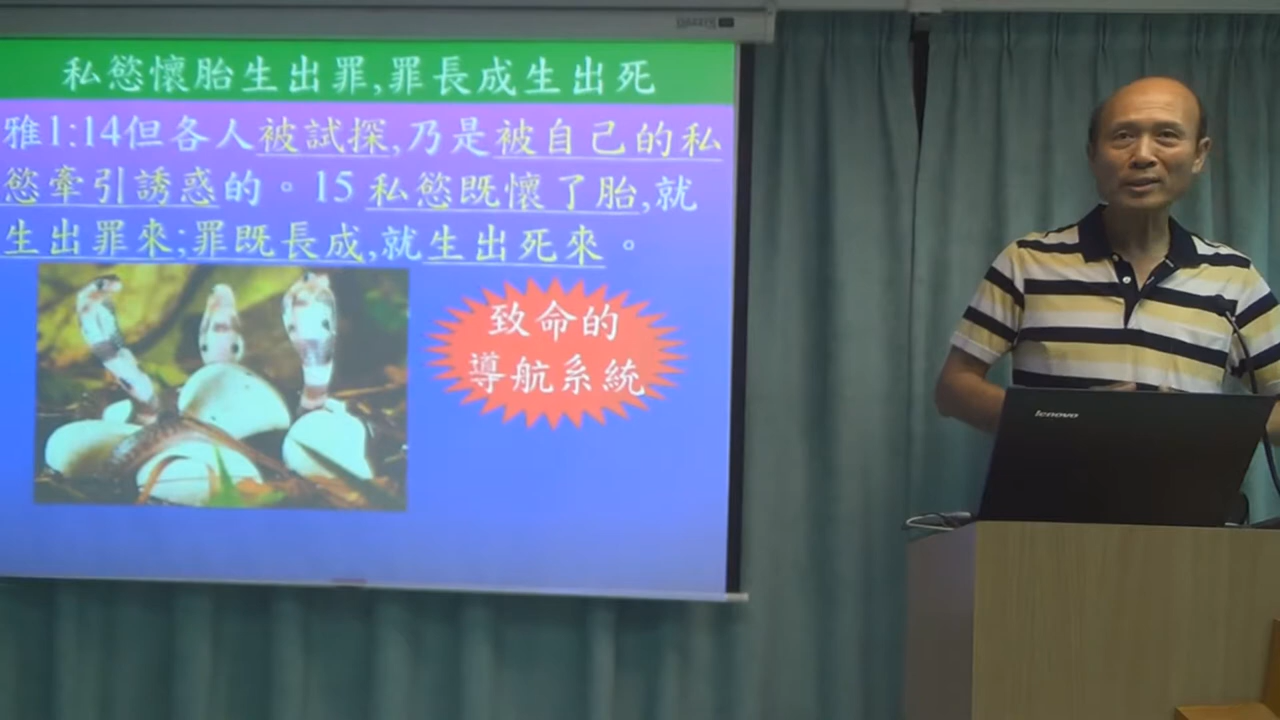 私慾懷胎生出罪,罪長成生出死
雅1:14但各人被試探,乃是被自己的私
慾牽引誘惑的。15 私慾既懷了胎,就
生出罪來;罪既長成,就生出死來。
致命的
導航系統
lenovo